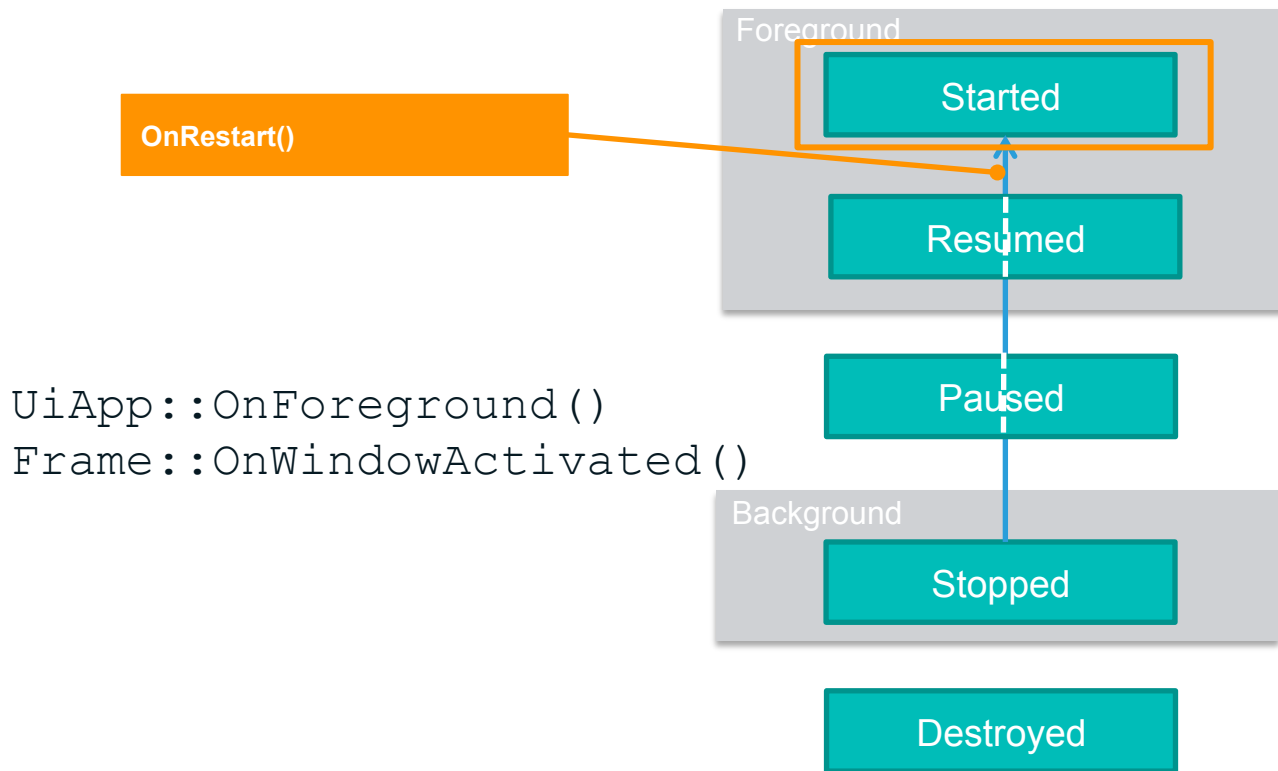 Foreground
Started
OnRestart()
Resumed
Paused
UiApp::OnForeground()
Frame::OnWindowActivated()
Background
Stopped
Destroyed